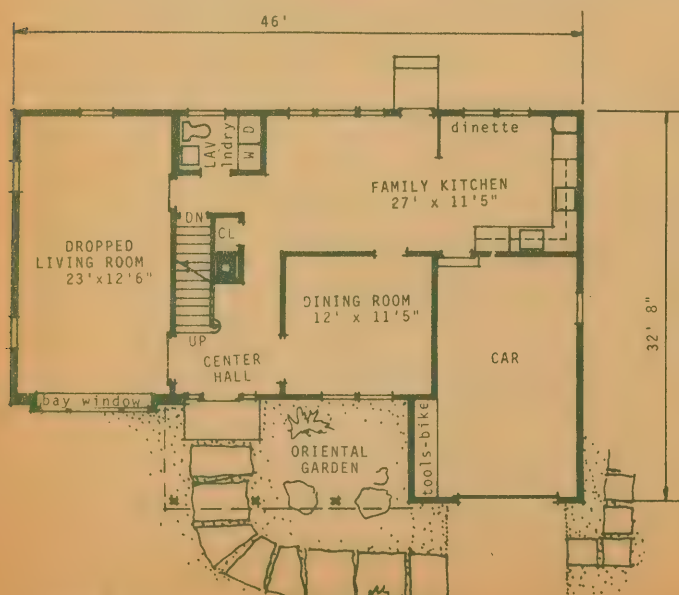 46'
dinette
LAV
lndry
W D
FAMILY KITCHEN
27' x 11'5"
DN
CL
DROPPED
LIVING ROOM
23'x12'6"
DINING ROOM
12' x 11'5"
32' 8"
UP
CENTER
HALL
CAR
bay window
tools-bike
ORIENTAL
GARDEN